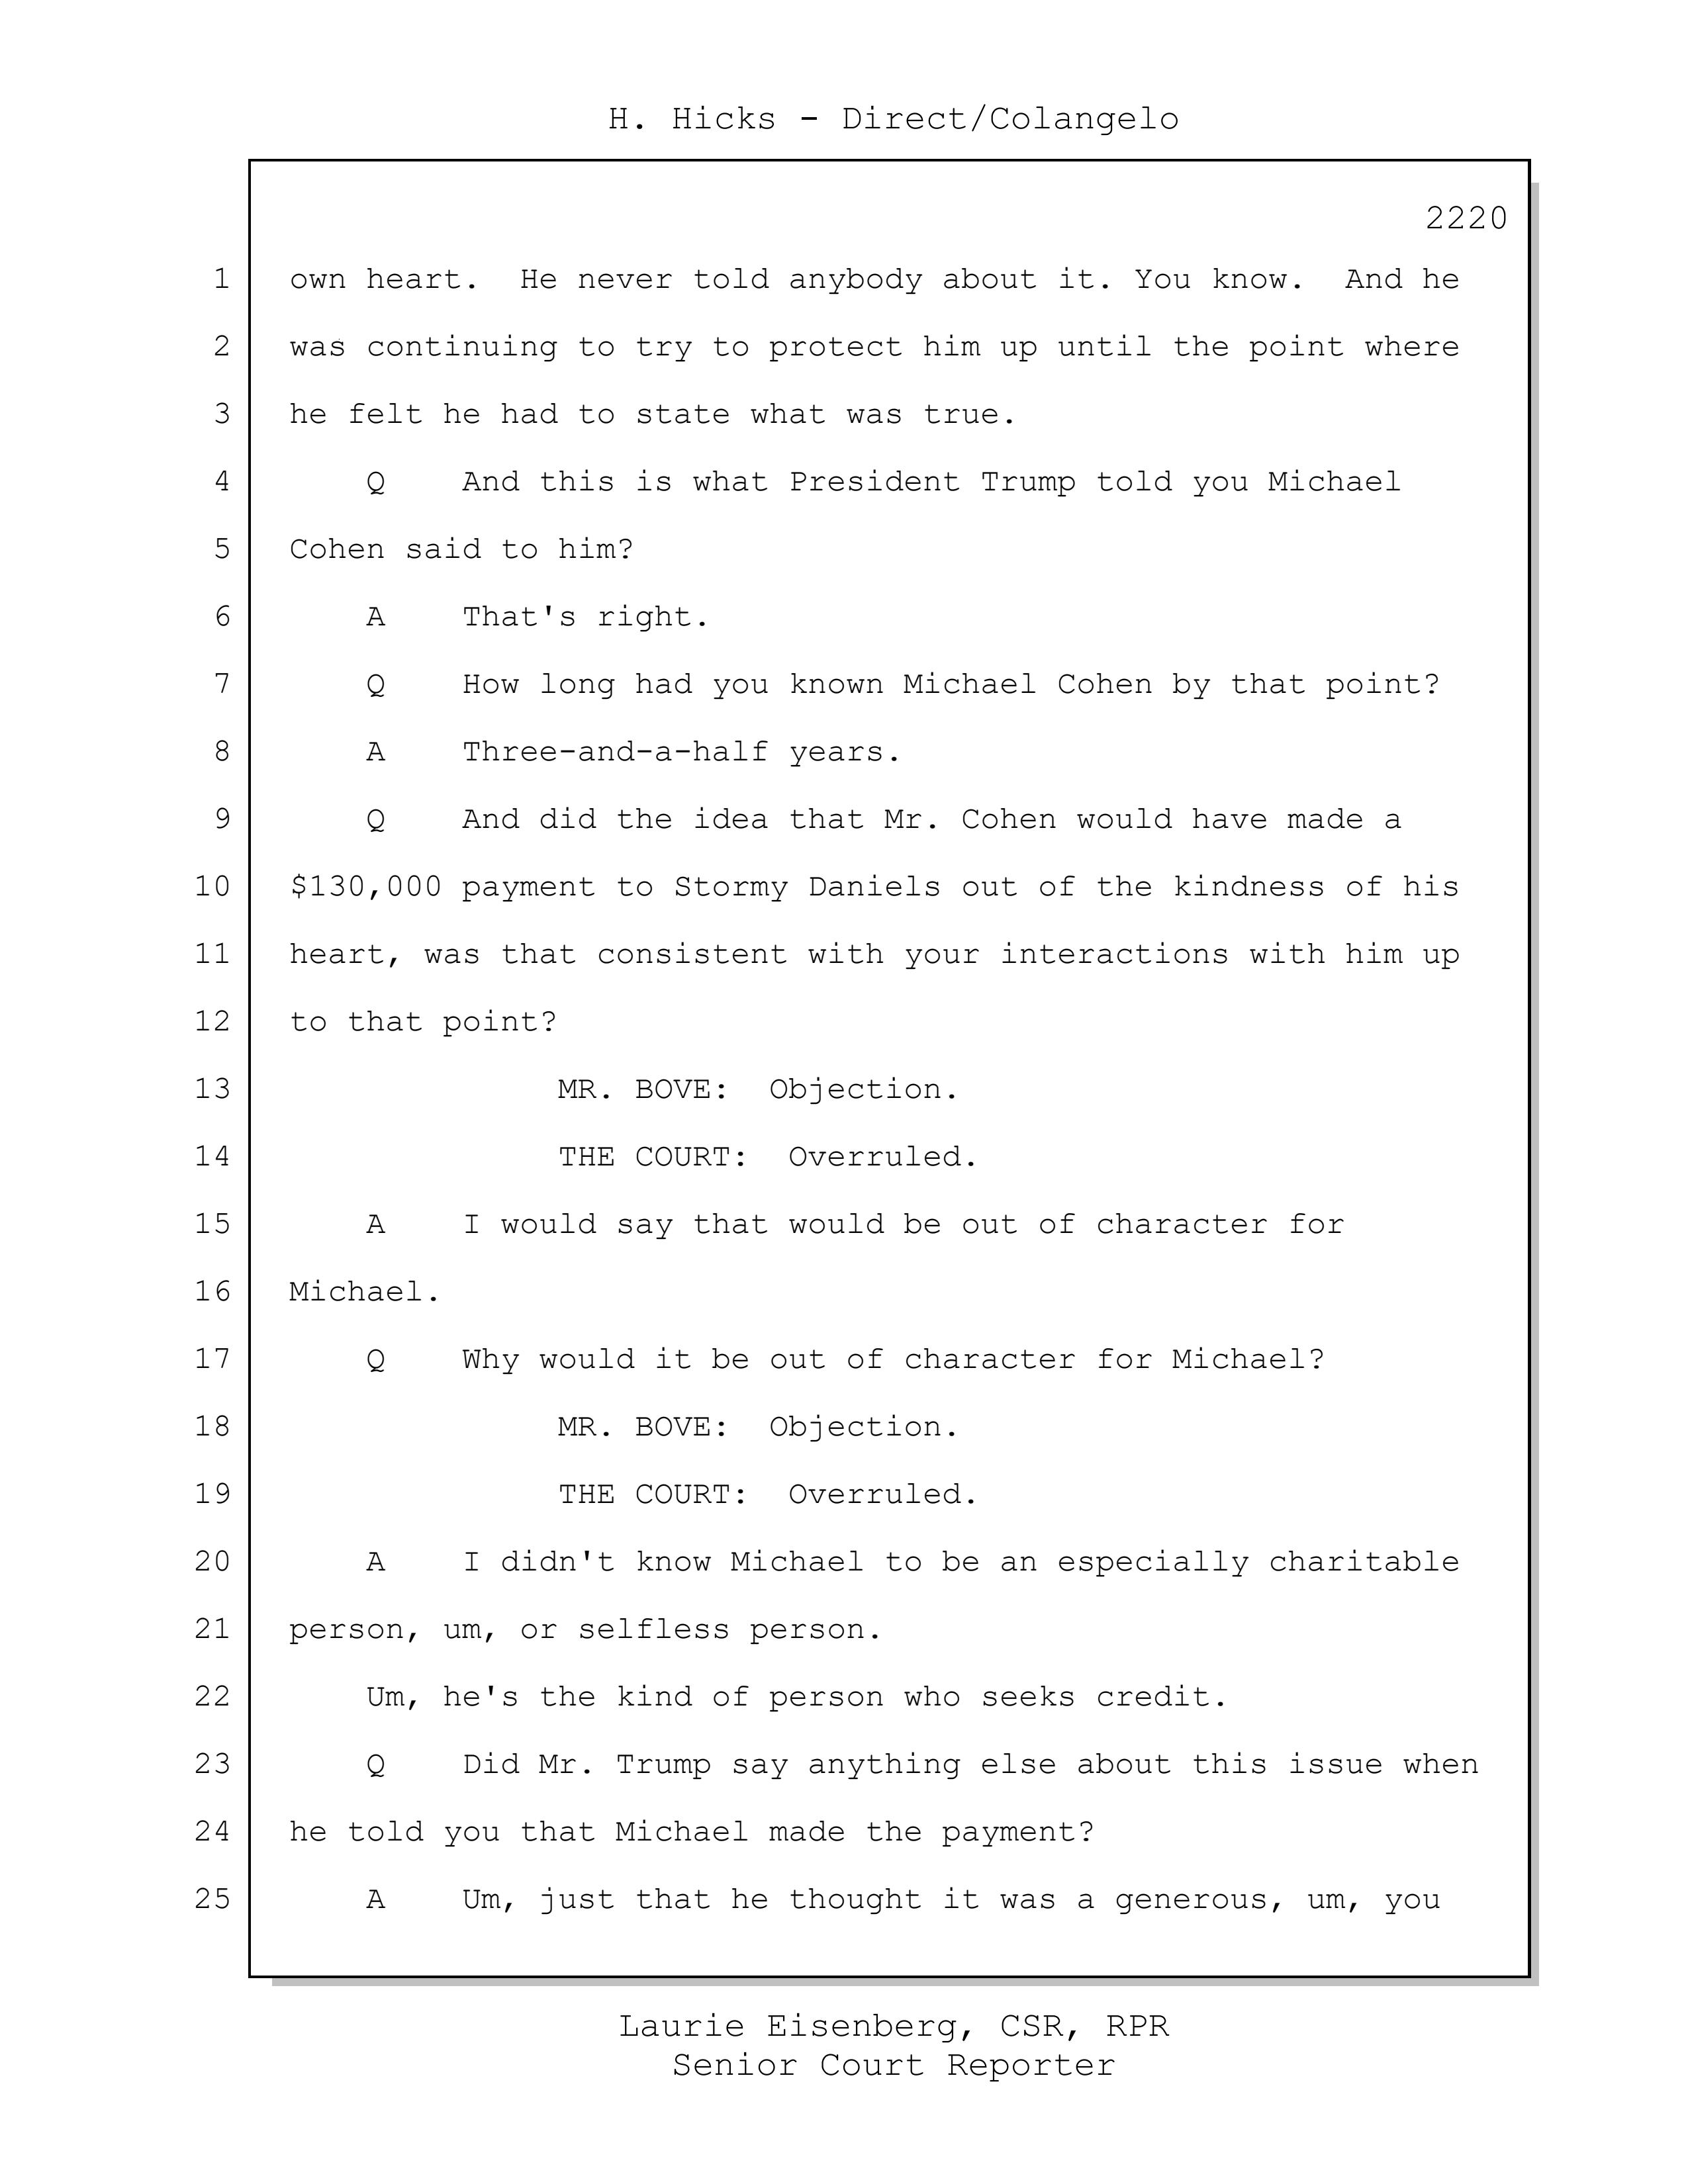 H. Hicks - Direct/Colangelo
2220
1 own heart.  He never told anybody about it. You know.  And he
2 was continuing to try to protect him up until the point where
3 he felt he had to state what was true.
4 Q And this is what President Trump told you Michael
5 Cohen said to him?
6 A That's right.
7 Q How long had you known Michael Cohen by that point?
8 A Three-and-a-half years.
9 Q And did the idea that Mr. Cohen would have made a
10 $130,000 payment to Stormy Daniels out of the kindness of his
11 heart, was that consistent with your interactions with him up
12 to that point?
13 MR. BOVE:  Objection.
14 THE COURT:  Overruled.
15 A I would say that would be out of character for
16 Michael.
17 Q Why would it be out of character for Michael?
18 MR. BOVE:  Objection.
19 THE COURT:  Overruled.
20 A I didn't know Michael to be an especially charitable
21 person, um, or selfless person.
22 Um, he's the kind of person who seeks credit.
23 Q Did Mr. Trump say anything else about this issue when
24 he told you that Michael made the payment?
25 A Um, just that he thought it was a generous, um, you
Laurie Eisenberg, CSR, RPR
Senior Court Reporter